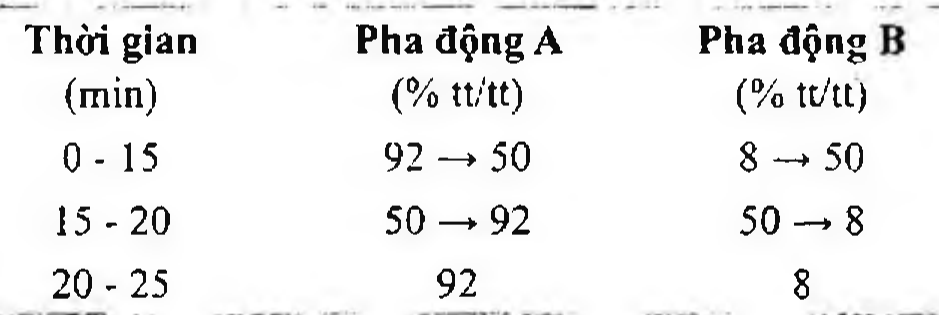 Thời gian Pha động A Pha động B
(min) (% tt/tt) (% tt/tt)
0 - 15 92 → 50 8 → 50
15 - 20 50 → 92 50 → 8
20 - 25 92 8